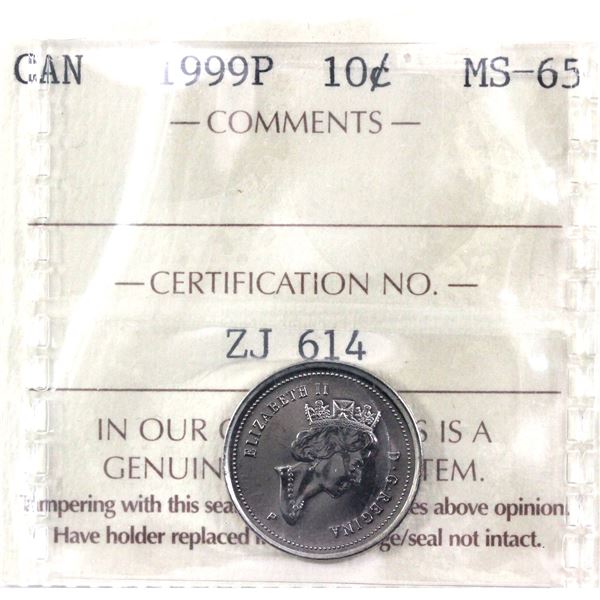 CAN 1999P 10¢ MS-65
— COMMENTS —
— CERTIFICATION NO. —
ZJ 614
IN OUR IS A
GENUIN TEM.
Tampering with this sea es above opinion.
Have holder replaced ge/seal not intact.
ELIZABETH II
D·G·REGINA
P